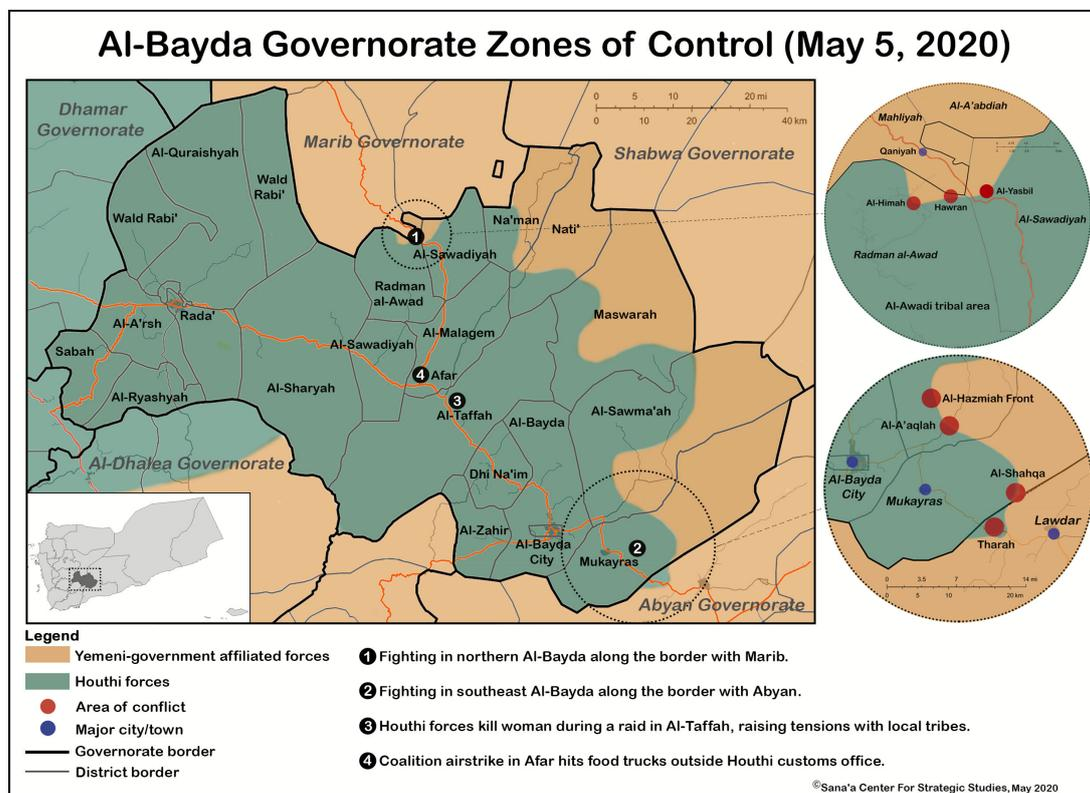 Al-Bayda Governorate Zones of Control (May 5, 2020)
Dhamar
Governorate
Marib Governorate
Shabwa Governorate
0 10 20 mi
0 10 20 40 km
Al-Quraishyah
Wald
Rabi'
Wald Rabi'
Na'man
Nati'
1
Al-Sawadiyah
Radman
al-Awad
Maswarah
Rada'
Al-A'rsh
Al-Malagem
Al-Sawadiyah
Sabah
4 Afar
Al-Sharyah
Al-Ryashyah
3
Al-Taffah
Al-Bayda
Al-Sawma'ah
Al-Dhalea Governorate
Dhi Na'im
Al-Zahir
Al-Bayda
City
2
Mukayras
Abyan Governorate
Al-A'abdiah
Mahliyah
Qaniyah
Al-Yasbil
Al-Himah
Hawran
Al-Sawadiyah
Radman al-Awad
Al-Awadi tribal area
Al-Hazmiah Front
Al-A'aqlah
Al-Shahqa
Al-Bayda
City
Mukayras
Lawdar
Tharah
0 3.5 7 14 mi
0 5 10 20 km
Legend
Yemeni-government affiliated forces
Houthi forces
Area of conflict
Major city/town
Governorate border
District border
1 Fighting in northern Al-Bayda along the border with Marib.
2 Fighting in southeast Al-Bayda along the border with Abyan.
3 Houthi forces kill woman during a raid in Al-Taffah, raising tensions with local tribes.
4 Coalition airstrike in Afar hits food trucks outside Houthi customs office.
©Sana'a Center For Strategic Studies, May 2020